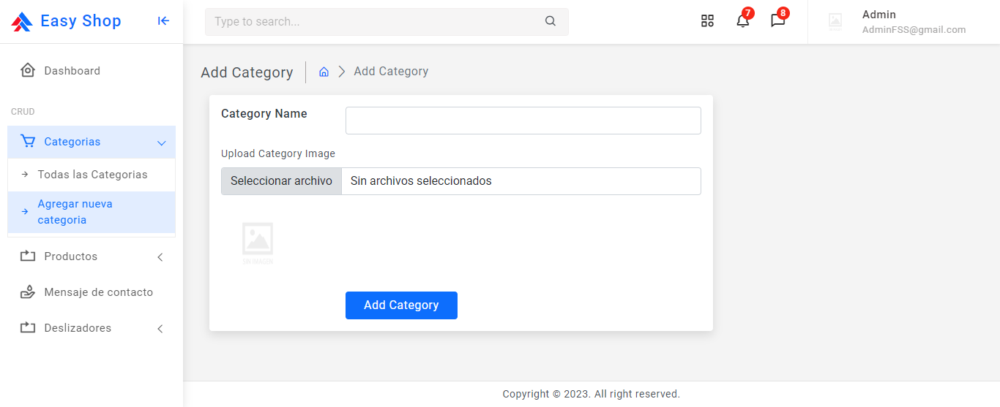 Easy Shop
Type to search...
7
8
Admin
AdminFSS@gmail.com
Dashboard
CRUD
Categorias
Todas las Categorias
Agregar nueva
categoria
Productos
Mensaje de contacto
Deslizadores
Add Category
Add Category
Category Name
Upload Category Image
Seleccionar archivo Sin archivos seleccionados
SIN IMAGEN
Add Category
Copyright © 2023. All right reserved.